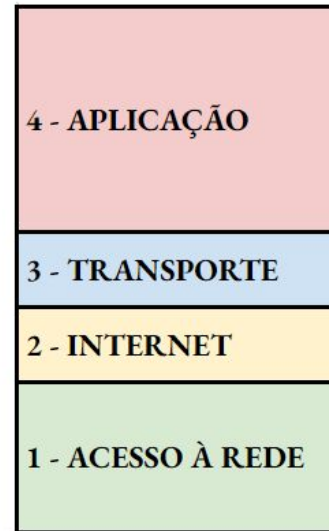 4 - APLICAÇÃO
3 - TRANSPORTE
2 - INTERNET
1 - ACESSO À REDE